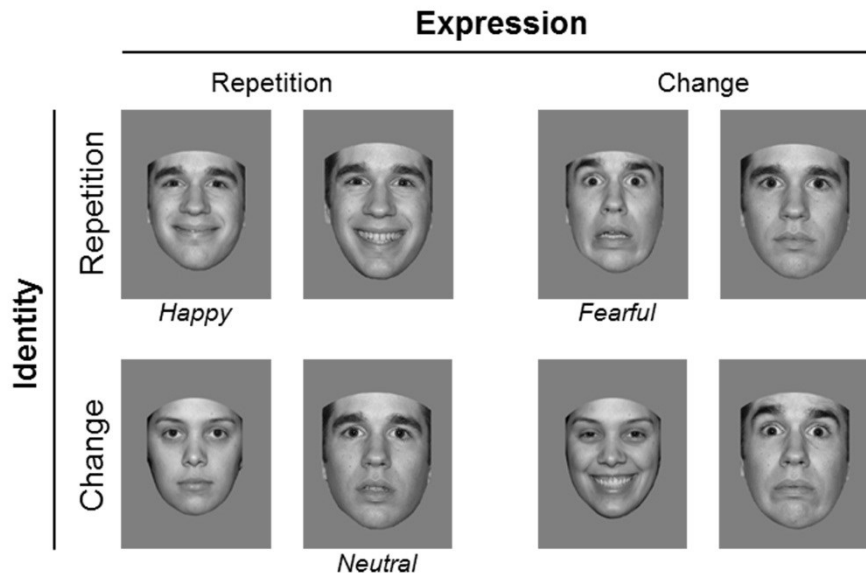 Expression
Repetition
Change
Identity
Repetition
Happy
Fearful
Change
Neutral